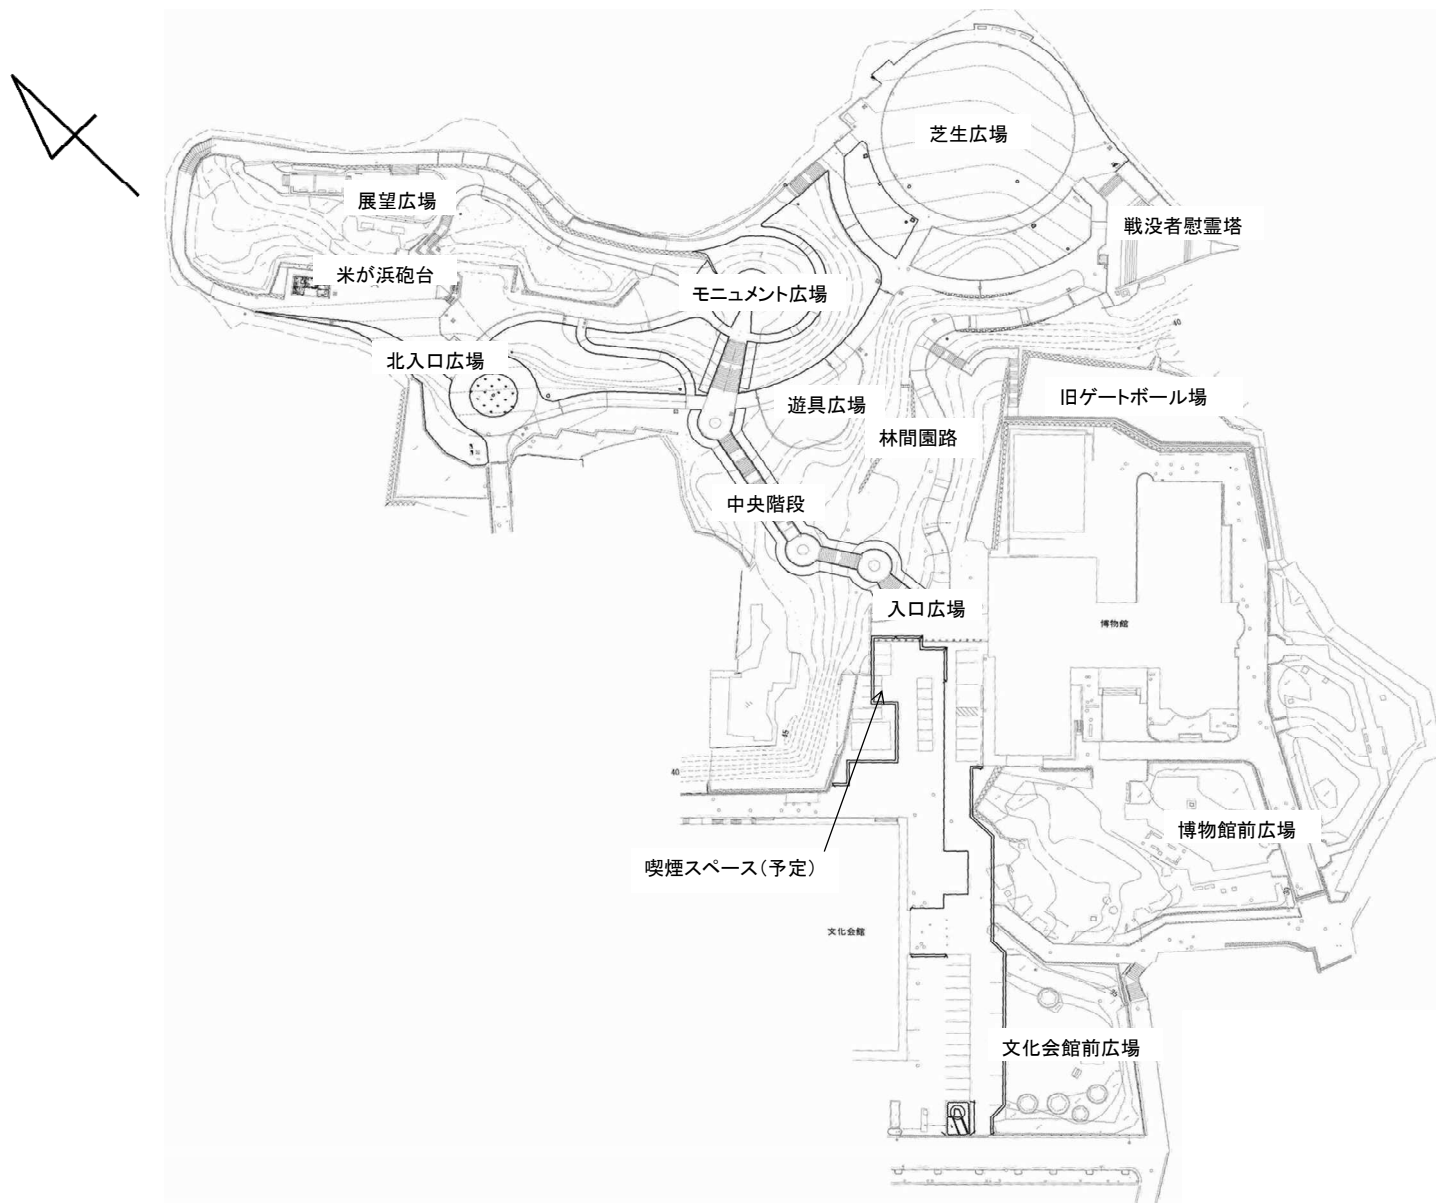 芝生広場
展望広場
戦没者慰霊塔
米が浜砲台
モニュメント広場
40
北入口広場
旧ゲートボール場
遊具広場
林間園路
中央階段
入口広場
博物館
45
40
博物館前広場
喫煙スペース（予定）
文化会館
文化会館前広場